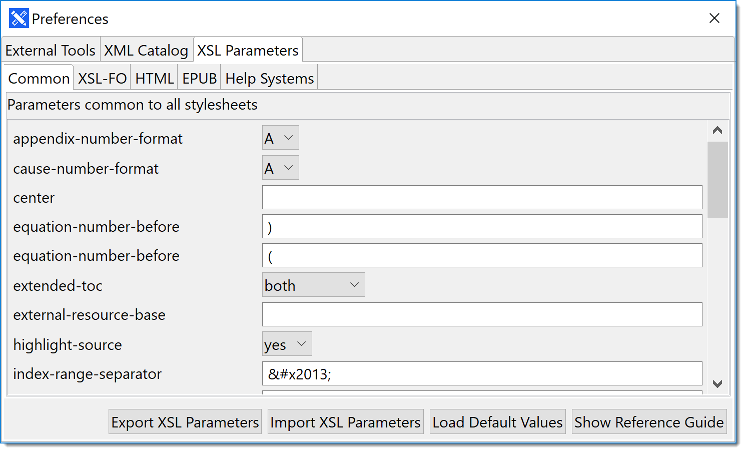 Preferences
External Tools XML Catalog XSL Parameters
Common XSL-FO HTML EPUB Help Systems
Parameters common to all stylesheets
appendix-number-format A
cause-number-format A
center
equation-number-before )
equation-number-before (
extended-toc both
external-resource-base
highlight-source yes
index-range-separator &#x2013;
Export XSL Parameters Import XSL Parameters Load Default Values Show Reference Guide